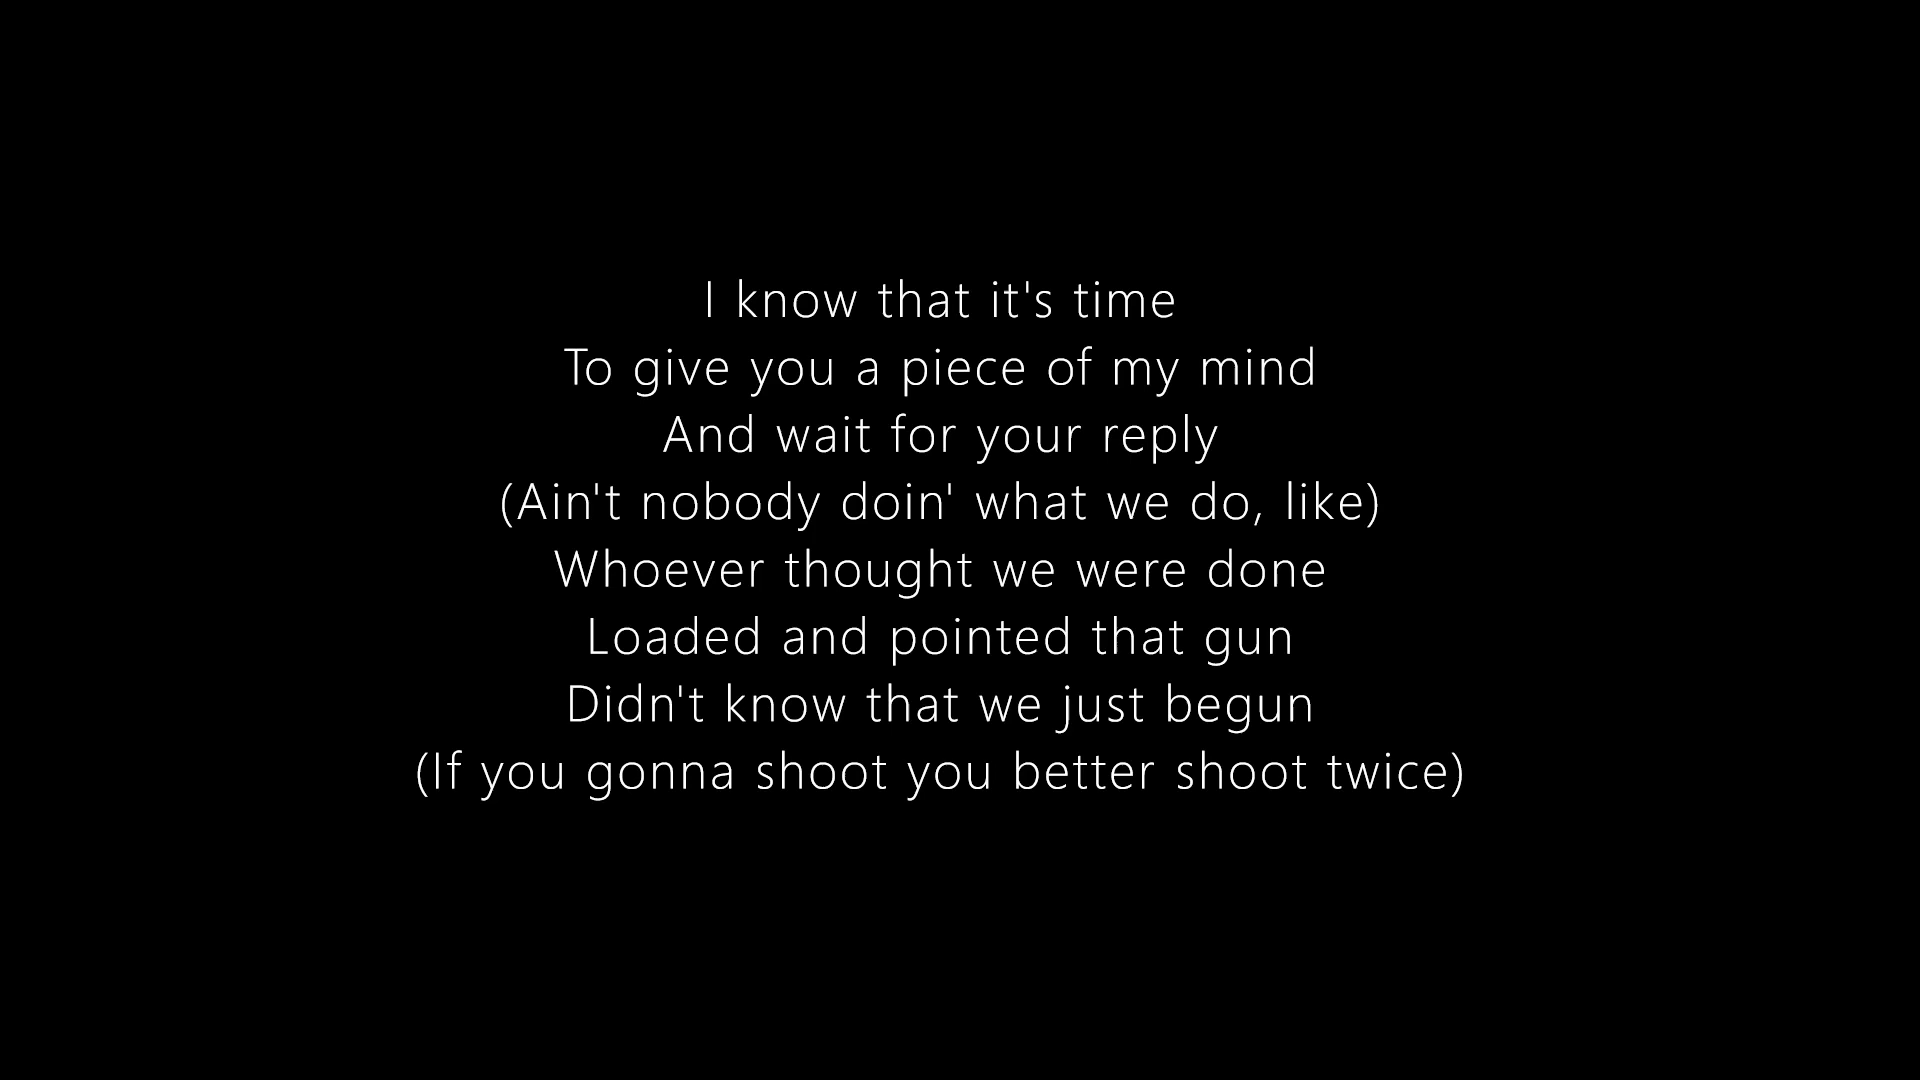 I know that it's time
To give you a piece of my mind
And wait for your reply
(Ain't nobody doin' what we do, like)
Whoever thought we were done
Loaded and pointed that gun
Didn't know that we just begun
(If you gonna shoot you better shoot twice)